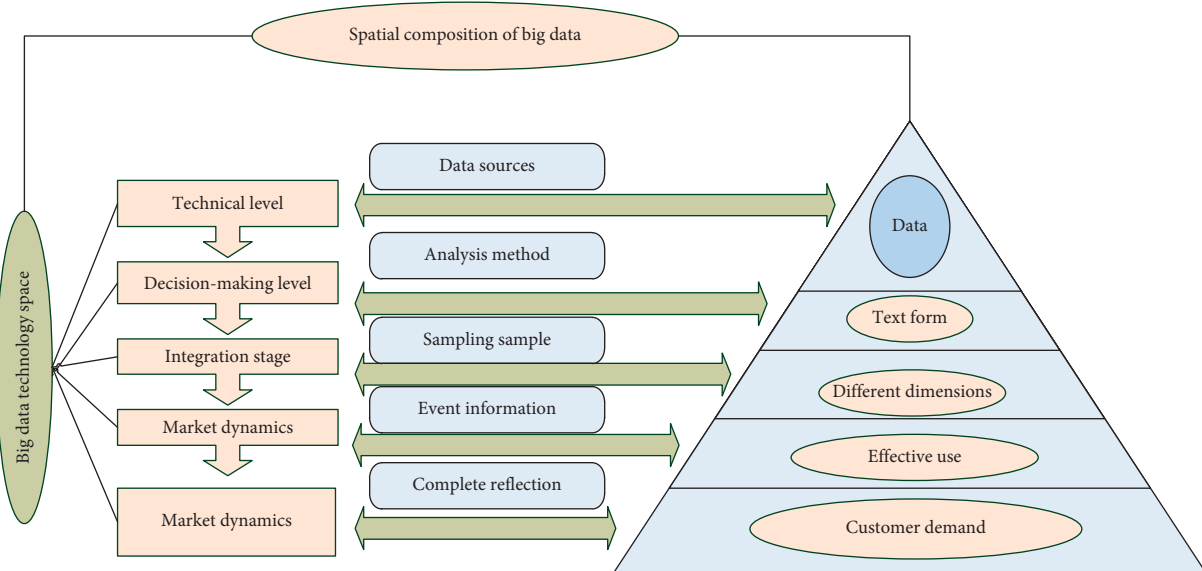 Spatial composition of big data
Big data technology space
Technical level
Decision-making level
Integration stage
Market dynamics
Market dynamics
Data sources
Analysis method
Sampling sample
Event information
Complete reflection
Data
Text form
Different dimensions
Effective use
Customer demand